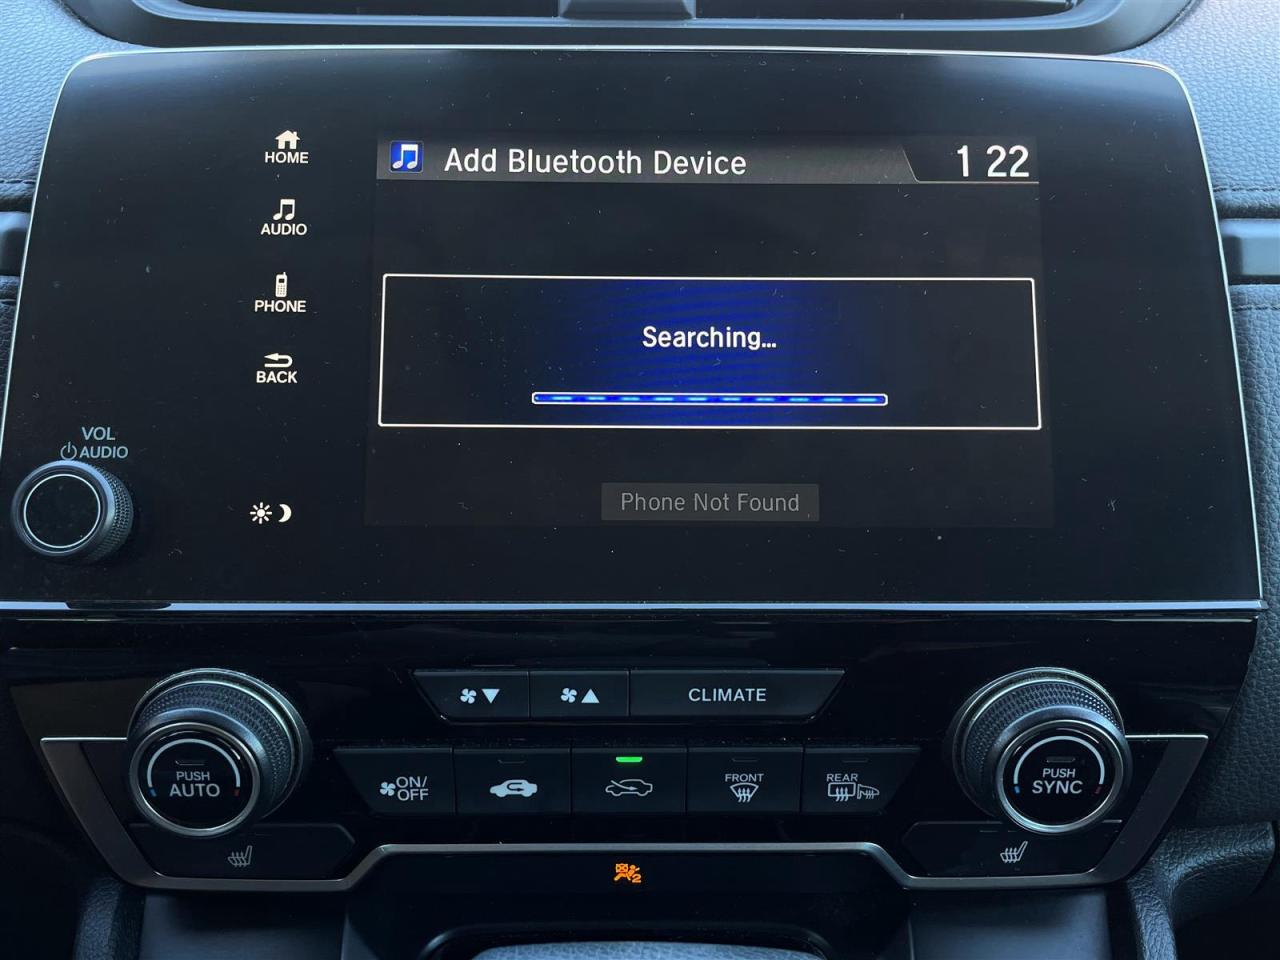 HOME
Add Bluetooth Device
1 22
AUDIO
PHONE
Searching...
BACK
VOL
AUDIO
Phone Not Found
CLIMATE
PUSH
AUTO
ON/
OFF
FRONT
REAR
PUSH
SYNC
2